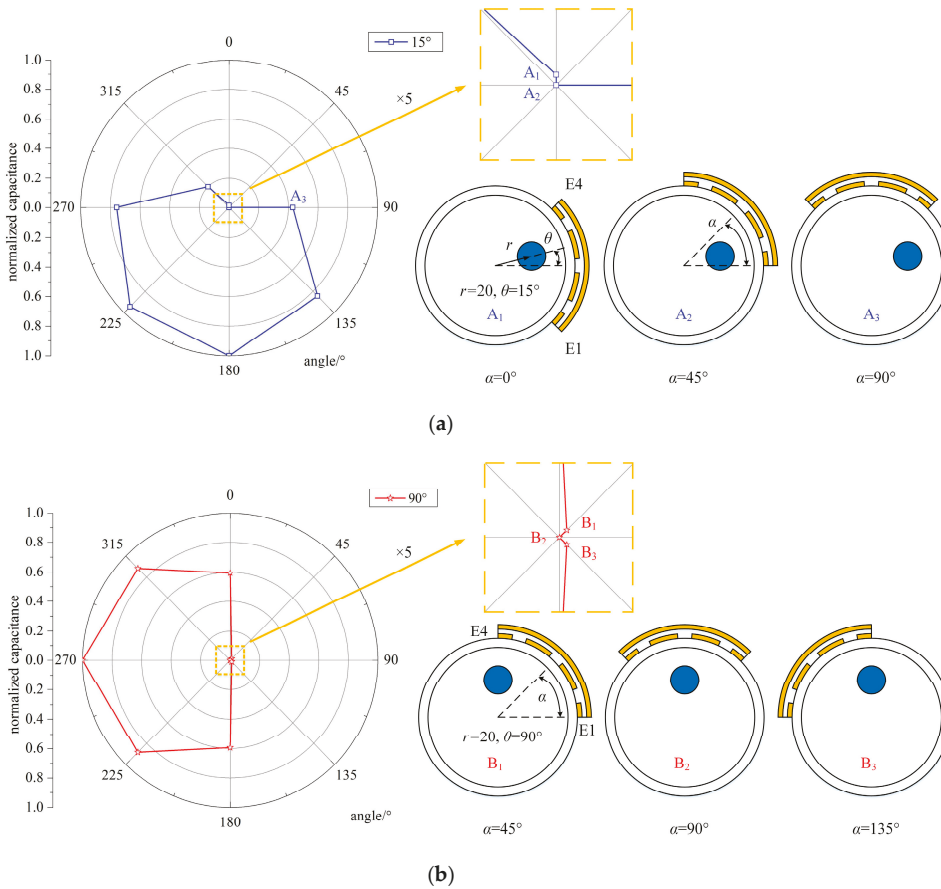 0
15°
1.0
0.8
0.6
0.4
0.2
0.0
0.2
0.4
0.6
0.8
1.0
normalized capacitance
315
45
270
90
225
135
180
angle/°
A₃
×5
A₁
A₂
E4
r
θ
r=20, θ=15°
A₁
E1
α=0°
α
A₂
α=45°
A₃
α=90°
(a)
0
90°
1.0
0.8
0.6
0.4
0.2
0.0
0.2
0.4
0.6
0.8
1.0
normalized capacitance
315
45
270
90
225
135
180
angle/°
×5
B₁
B₂
B₃
E4
α
E1
r=20, θ=90°
B₁
α=45°
B₂
α=90°
B₃
α=135°
(b)